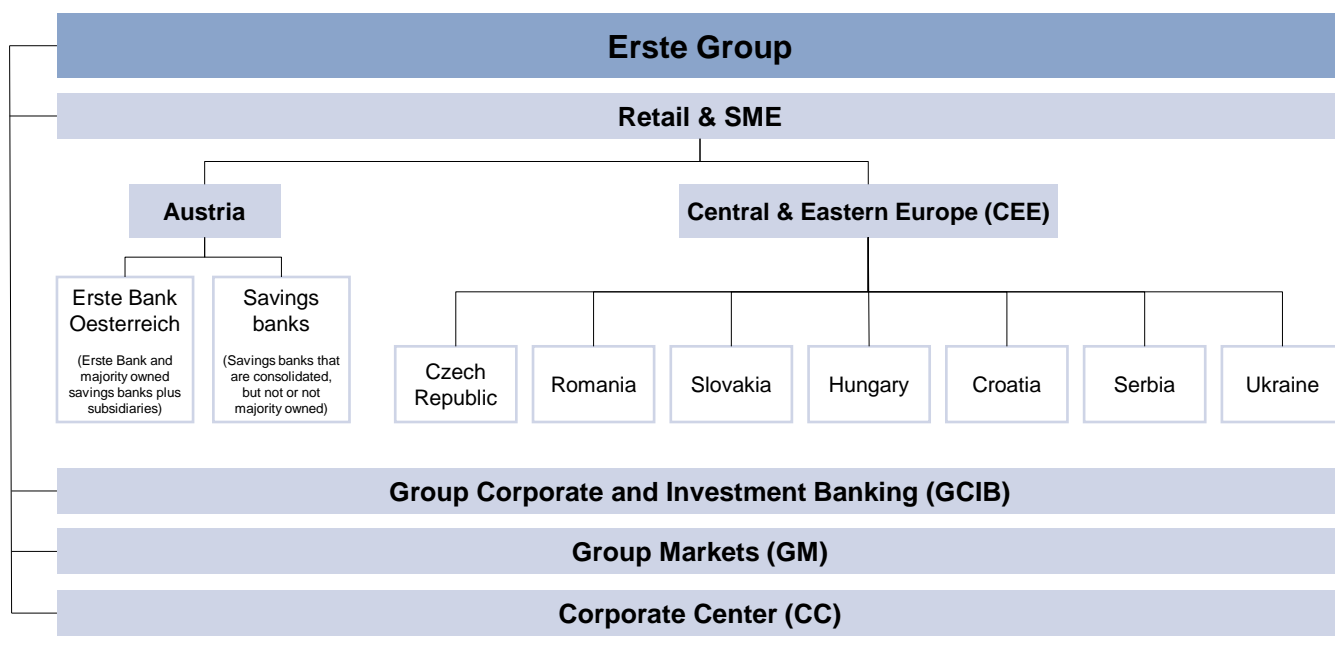 Erste Group
Retail & SME
Austria
Central & Eastern Europe (CEE)
Erste Bank
Oesterreich
(Erste Bank and
majority owned
savings banks plus
subsidiaries)
Savings
banks
(Savings banks that
are consolidated,
but not or not
majority owned)
Czech
Republic
Romania
Slovakia
Hungary
Croatia
Serbia
Ukraine
Group Corporate and Investment Banking (GCIB)
Group Markets (GM)
Corporate Center (CC)